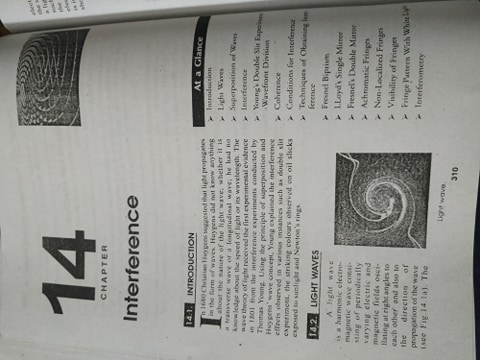 14
CHAPTER
Interference
At a Glance
➤ Introduction
➤ Light Waves
➤ Superposition of Waves
➤ Interference
➤ Young's Double Slit Experiment
-Wavefront Division
➤ Coherence
➤ Conditions for Interference
➤ Techniques of Obtaining In-
terference
➤ Fresnel Biprism
➤ LLoyd's Single Mirror
➤ Fresnel's Double Mirror
➤ Achromatic Fringes
➤ Non-Localized Fringes
➤ Visibility of Fringes
➤ Fringe Pattern With White Light
➤ Interferometry
14.1. INTRODUCTION
In 1680 Christian Huygens suggested that light propagates
in the form of waves. Huygens did not know anything
about the nature of the light wave; whether it is
a transverse wave or a longitudinal wave; he had no
knowledge about the speed of light or its wavelength. The
wave theory of light received the first experimental evidence
in 1801 from the interference experiments conducted by
Thomas Young. Using the principle of superposition and
Huygens' wave concept, Young explained the interference
effects observed in various instances such as double slit
experiment, the striking colours observed on oil slicks
exposed to sunlight and Newton's rings.
14.2. LIGHT WAVES
A light wave
is a harmonic electro-
magnetic wave consi-
sting of periodically
varying electric and
magnetic fields osci-
llating at right angles to
each other and also to
the direction of
propagation of the wave
(see Fig 14.1a). The
Light wave.
310